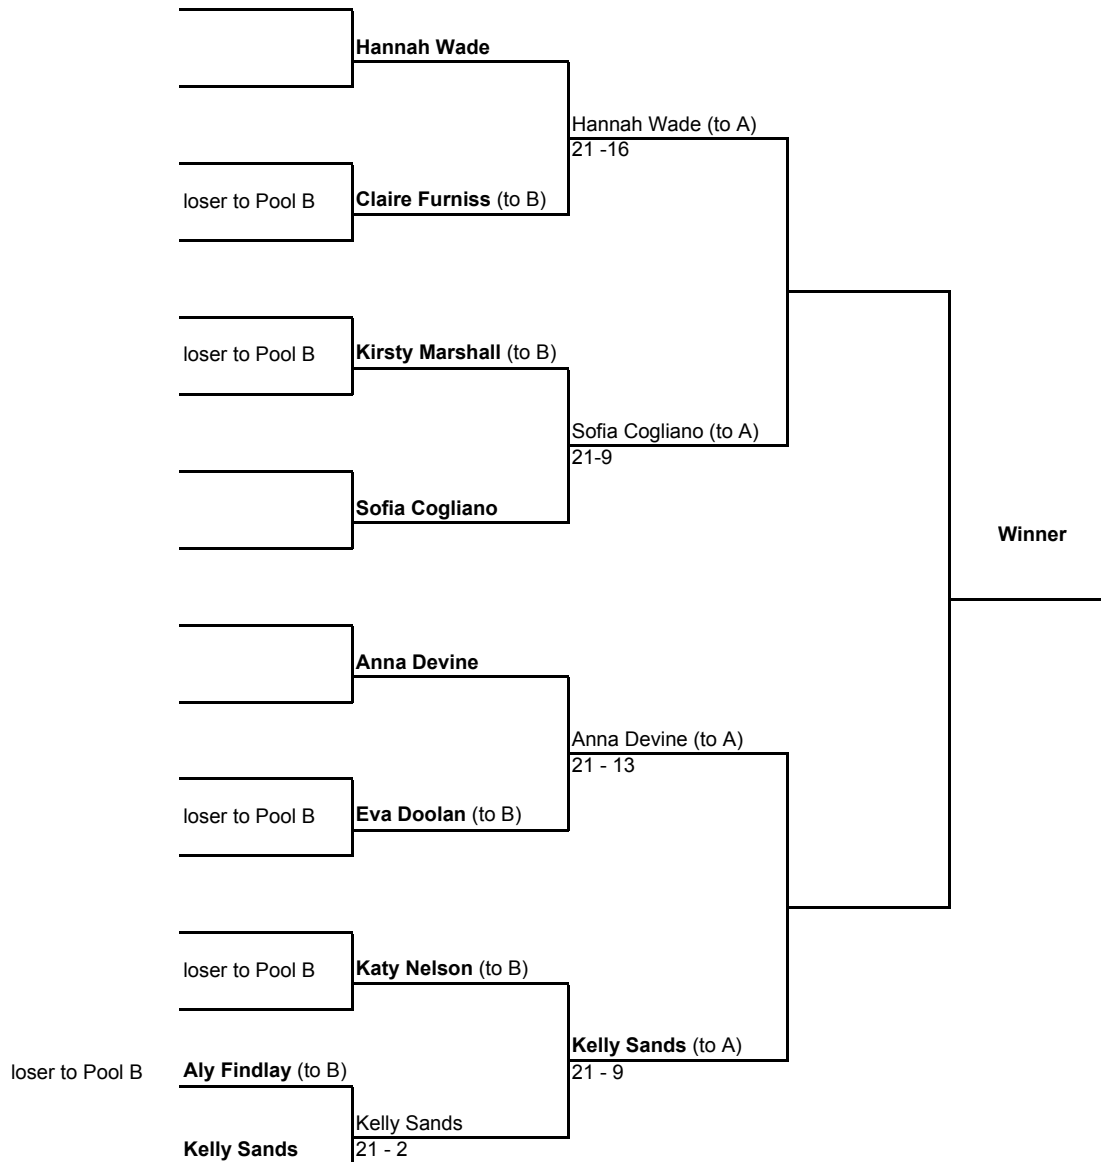 Hannah Wade
Hannah Wade (to A)
21 -16
loser to Pool B
Claire Furniss (to B)
loser to Pool B
Kirsty Marshall (to B)
Sofia Cogliano (to A)
21-9
Sofia Cogliano
Winner
Anna Devine
Anna Devine (to A)
21 - 13
loser to Pool B
Eva Doolan (to B)
loser to Pool B
Katy Nelson (to B)
Kelly Sands (to A)
21 - 9
loser to Pool B
Aly Findlay (to B)
Kelly Sands
21 - 2
Kelly Sands